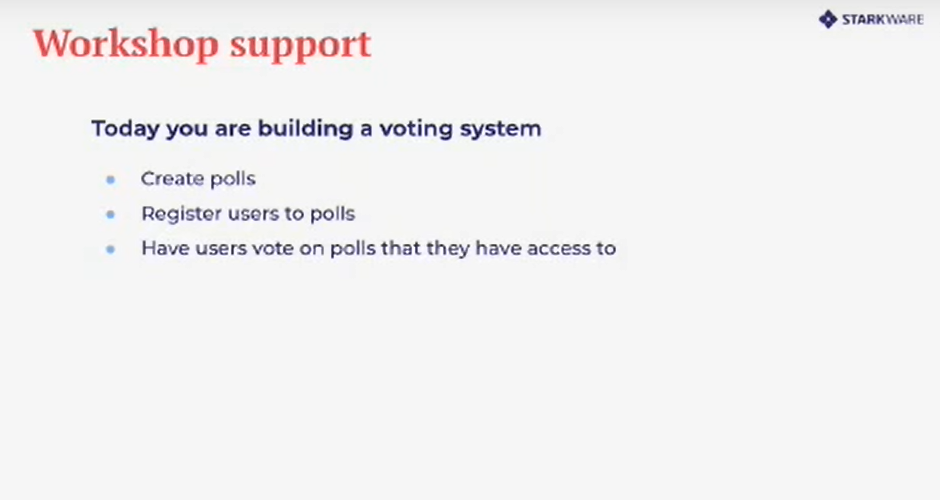 STARKWARE
Workshop support
Today you are building a voting system
Create polls
Register users to polls
Have users vote on polls that they have access to